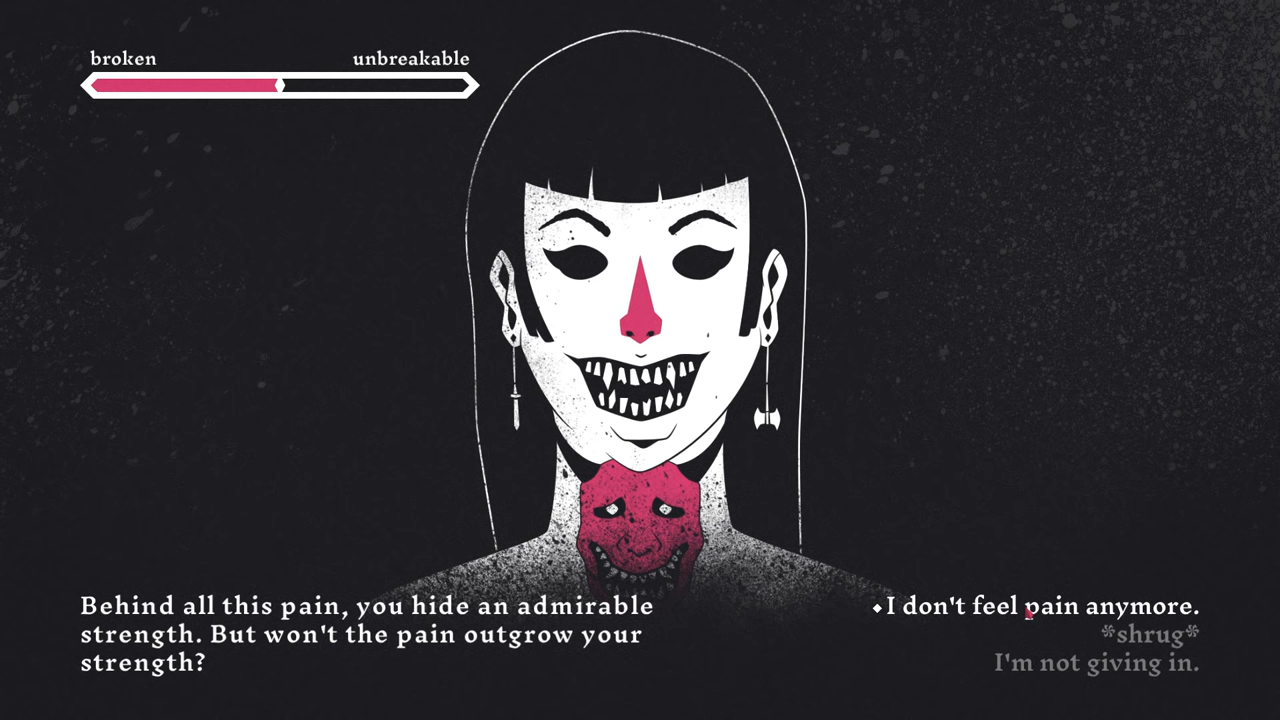 broken
unbreakable
Behind all this pain, you hide an admirable
strength. But won't the pain outgrow your
strength?
I don't feel pain anymore.
*shrug*
I'm not giving in.